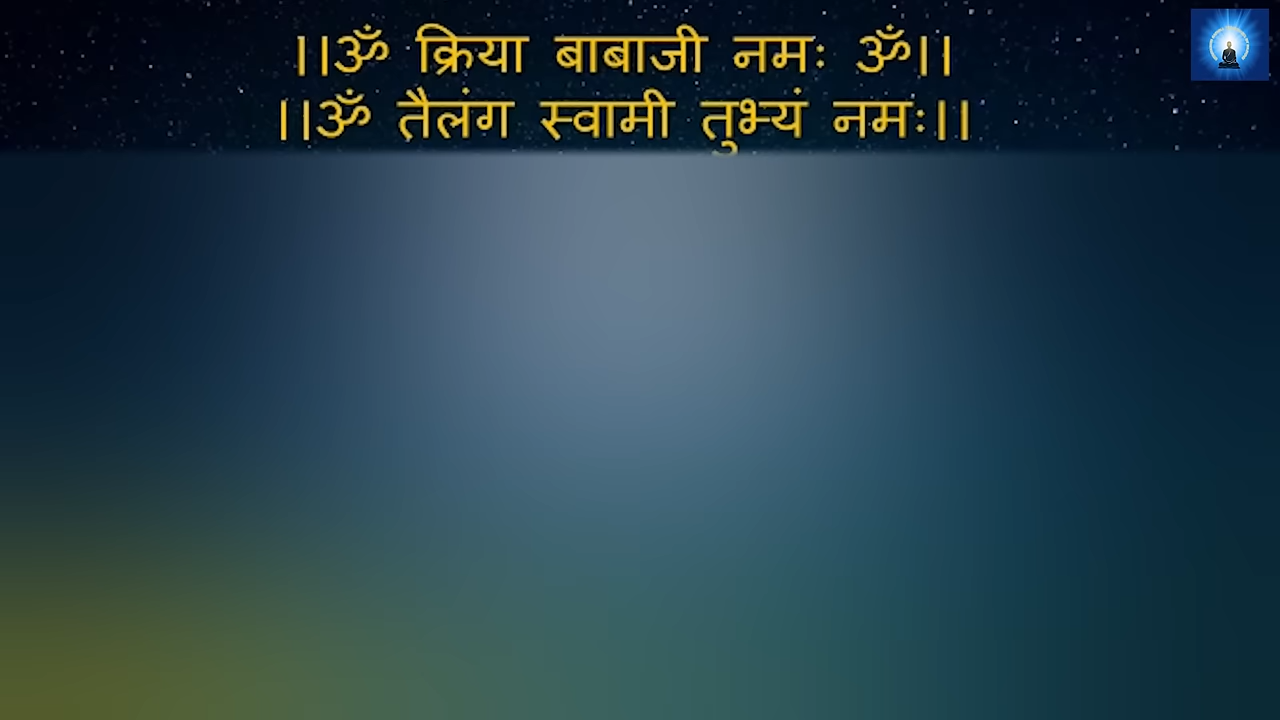 ।।ॐ क्रिया बाबाजी नमः ॐ।।
।।ॐ तैलंग स्वामी तुभ्यं नमः।।